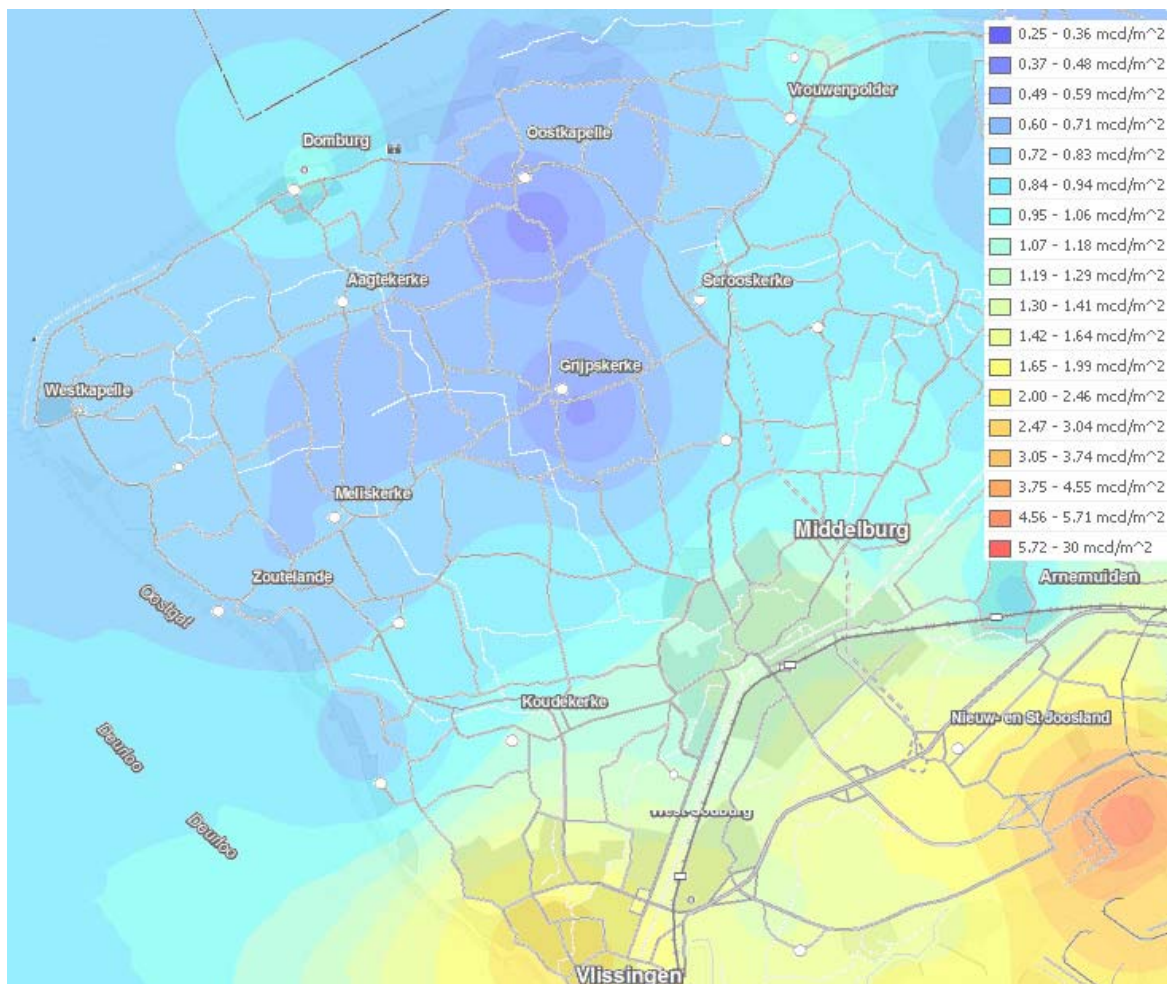 0.25 - 0.36 mcd/m^2
0.37 - 0.48 mcd/m^2
0.49 - 0.59 mcd/m^2
0.60 - 0.71 mcd/m^2
0.72 - 0.83 mcd/m^2
0.84 - 0.94 mcd/m^2
0.95 - 1.06 mcd/m^2
1.07 - 1.18 mcd/m^2
1.19 - 1.29 mcd/m^2
1.30 - 1.41 mcd/m^2
1.42 - 1.64 mcd/m^2
1.65 - 1.99 mcd/m^2
2.00 - 2.46 mcd/m^2
2.47 - 3.04 mcd/m^2
3.05 - 3.74 mcd/m^2
3.75 - 4.55 mcd/m^2
4.56 - 5.71 mcd/m^2
5.72 - 30 mcd/m^2
Vrouwenpolder
Oostkapelle
Domburg
Aagtekerke
Serooskerke
Grijpskerke
Westkapelle
Meliskerke
Middelburg
Zoutelande
Arnemuiden
Oostgat
Koudekerke
Nieuw- en St Joosland
Deurloo
West-Souburg
Deurloo
Vlissingen